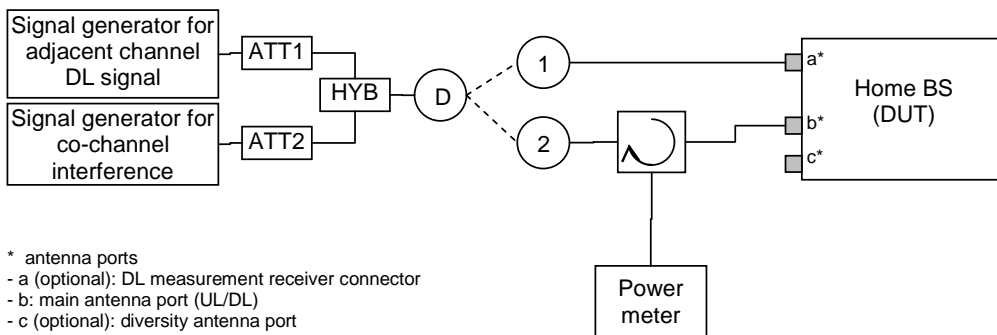 Signal generator for
adjacent channel
DL signal
ATT1
HYB
D
1
2
Signal generator for
co-channel
interference
ATT2
a*
b*
c*
Home BS
(DUT)
Power
meter
* antenna ports
- a (optional): DL measurement receiver connector
- b: main antenna port (UL/DL)
- c (optional): diversity antenna port